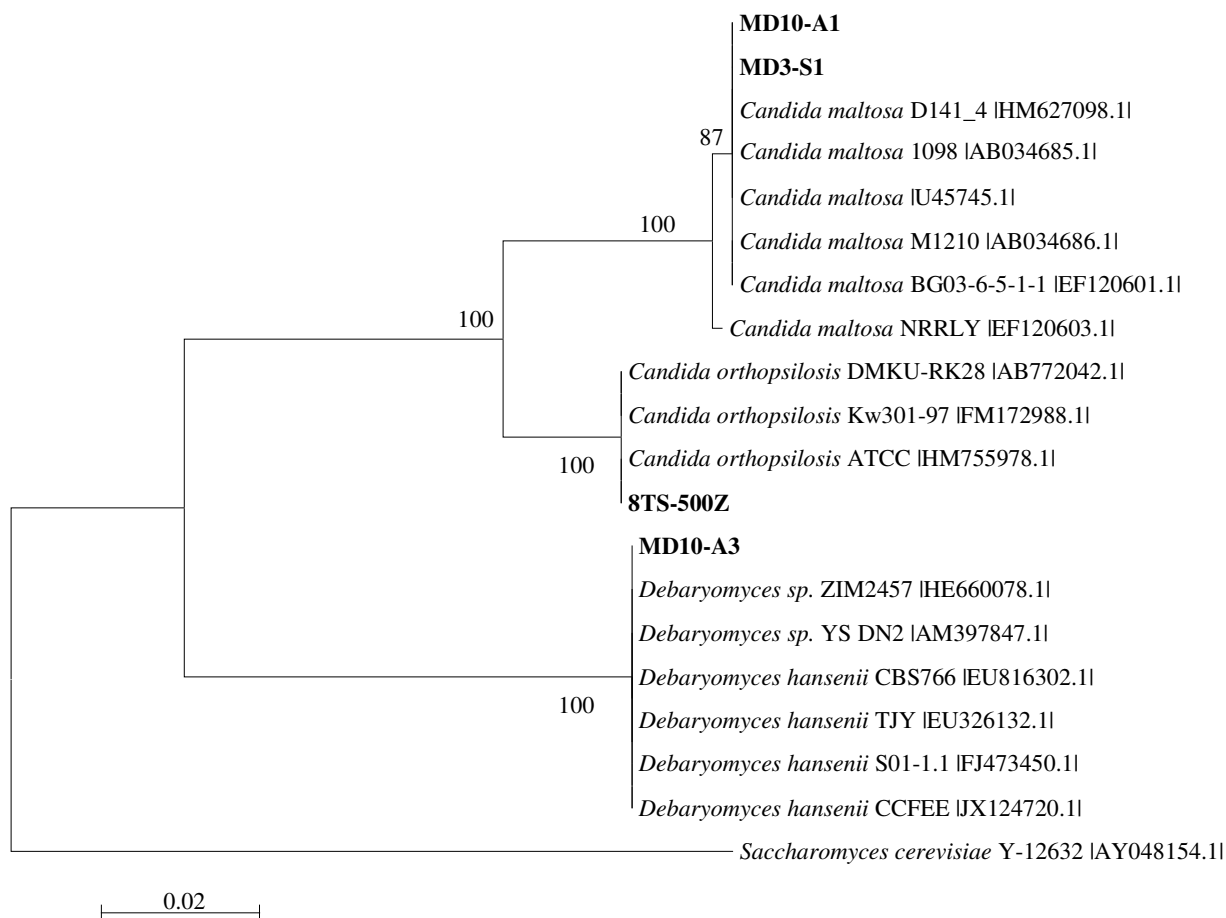 MD10-A1
MD3-S1
Candida maltosa D141_4 |HM627098.1|
87
Candida maltosa 1098 |AB034685.1|
Candida maltosa |U45745.1|
100
Candida maltosa M1210 |AB034686.1|
Candida maltosa BG03-6-5-1-1 |EF120601.1|
100
Candida maltosa NRRLY |EF120603.1|
Candida orthopsilosis DMKU-RK28 |AB772042.1|
Candida orthopsilosis Kw301-97 |FM172988.1|
100
Candida orthopsilosis ATCC |HM755978.1|
8TS-500Z
MD10-A3
Debaryomyces sp. ZIM2457 |HE660078.1|
Debaryomyces sp. YS DN2 |AM397847.1|
Debaryomyces hansenii CBS766 |EU816302.1|
100
Debaryomyces hansenii TJY |EU326132.1|
Debaryomyces hansenii S01-1.1 |FJ473450.1|
Debaryomyces hansenii CCFEE |JX124720.1|
Saccharomyces cerevisiae Y-12632 |AY048154.1|
0.02